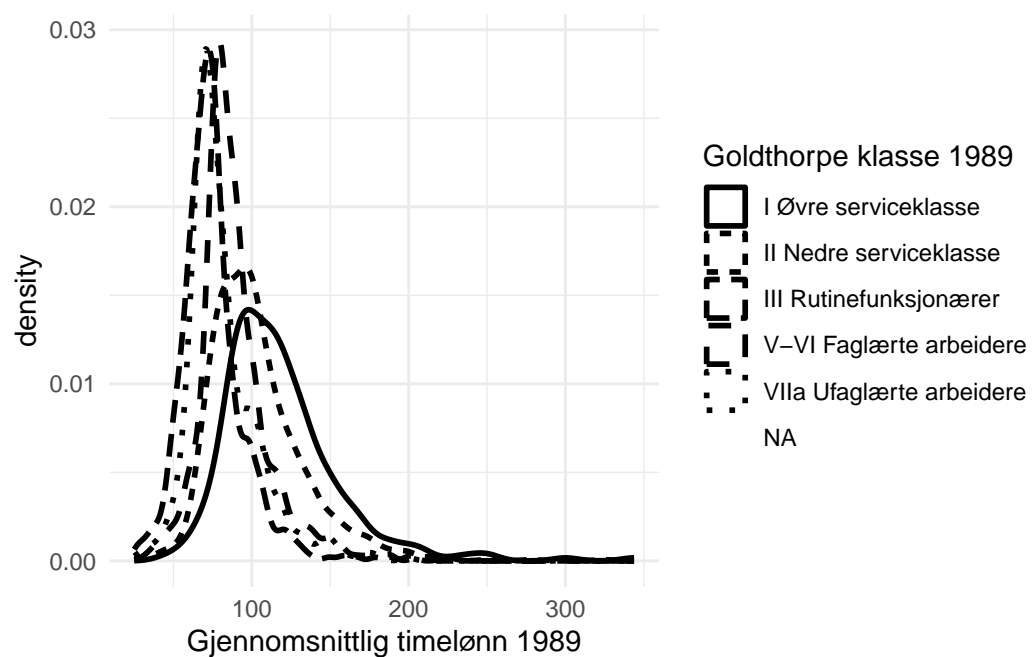 0.03
0.02
0.01
0.00
density
100
200
300
Gjennomsnittlig timelønn 1989
Goldthorpe klasse 1989
I Øvre serviceklasse
II Nedre serviceklasse
III Rutinefunksjonærer
V−VI Faglærte arbeidere
VIIa Ufaglærte arbeidere
NA